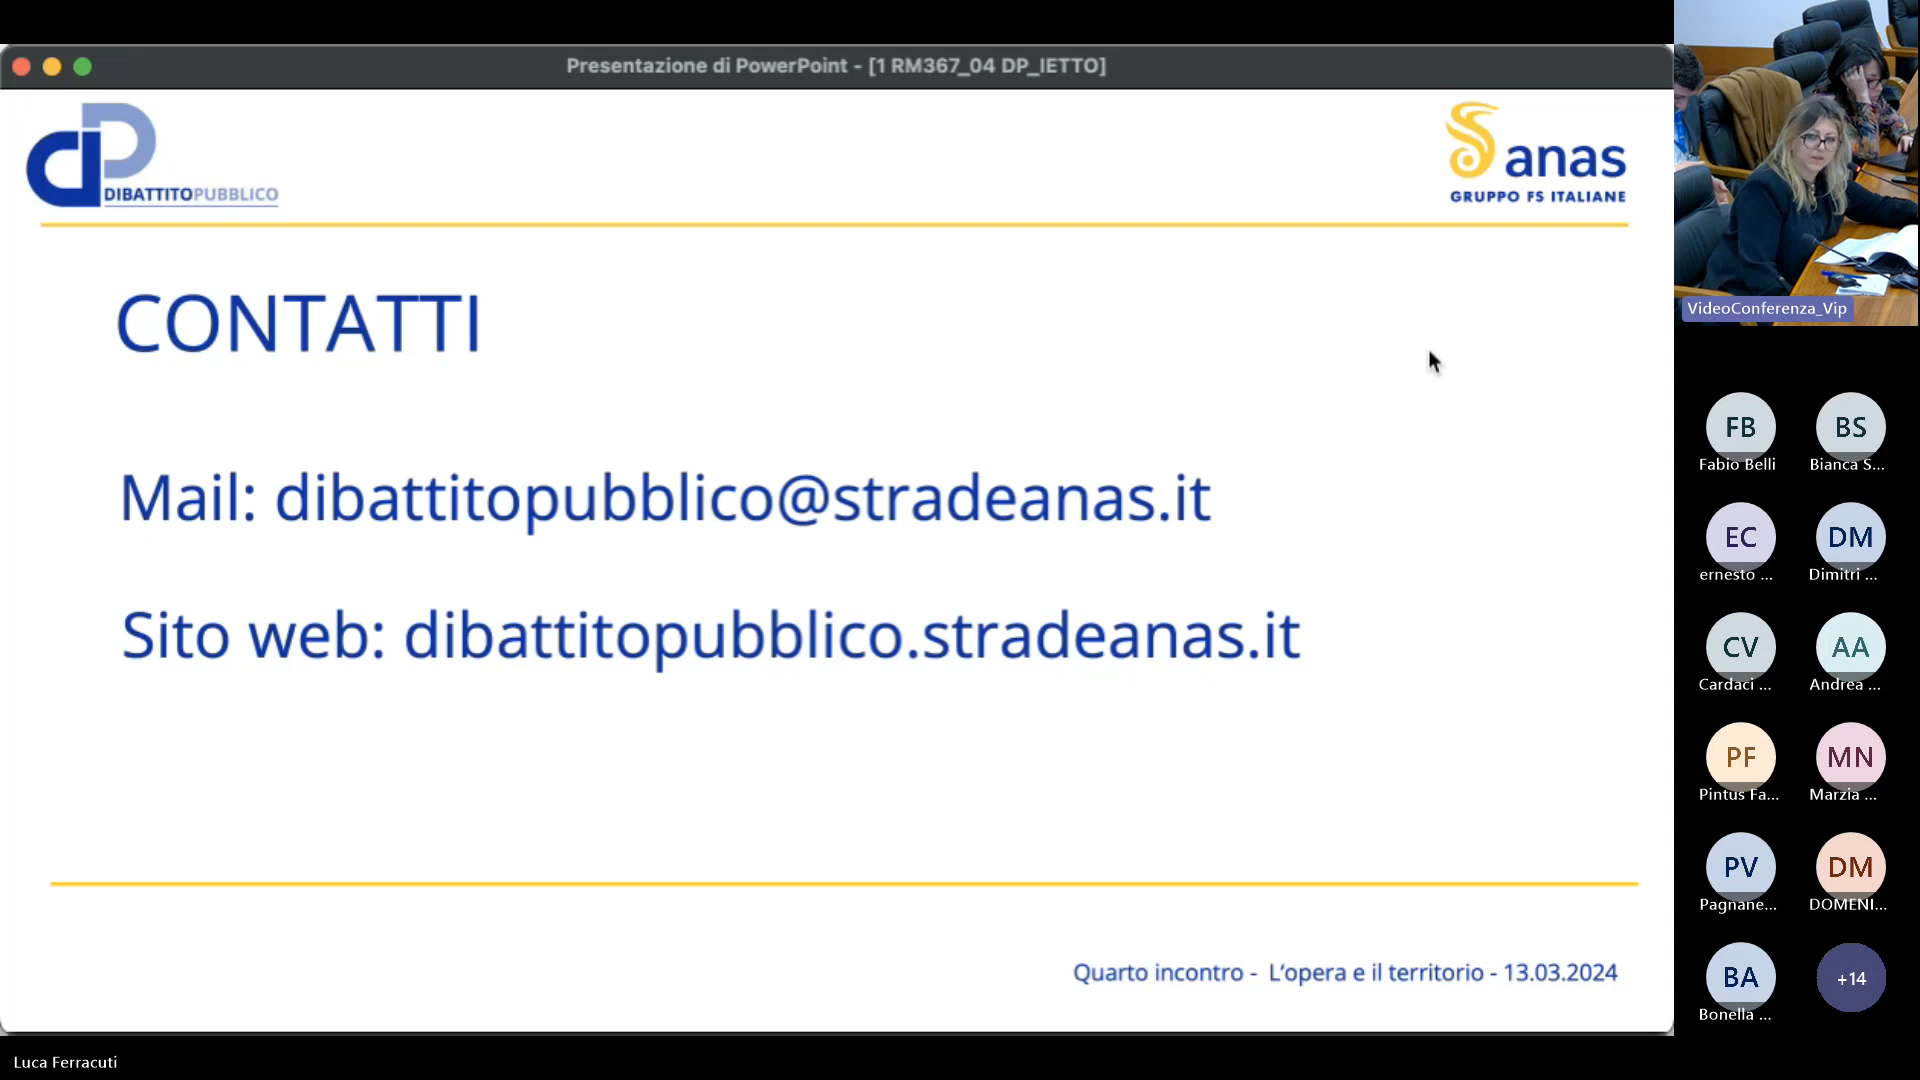 Presentazione di PowerPoint - [1 RM367_04 DP_IETTO]
dP
DIBATTITOPUBBLICO
anas
GRUPPO FS ITALIANE
CONTATTI
Mail: dibattitopubblico@stradeanas.it
Sito web: dibattitopubblico.stradeanas.it
Quarto incontro - L'opera e il territorio - 13.03.2024
Luca Ferracuti
VideoConferenza_Vip
FB
Fabio Belli
BS
Bianca S...
EC
ernesto ...
DM
Dimitri ...
CV
Cardaci ...
AA
Andrea ...
PF
Pintus Fa...
MN
Marzia ...
PV
Pagnane...
DM
DOMENI...
BA
Bonella ...
+14